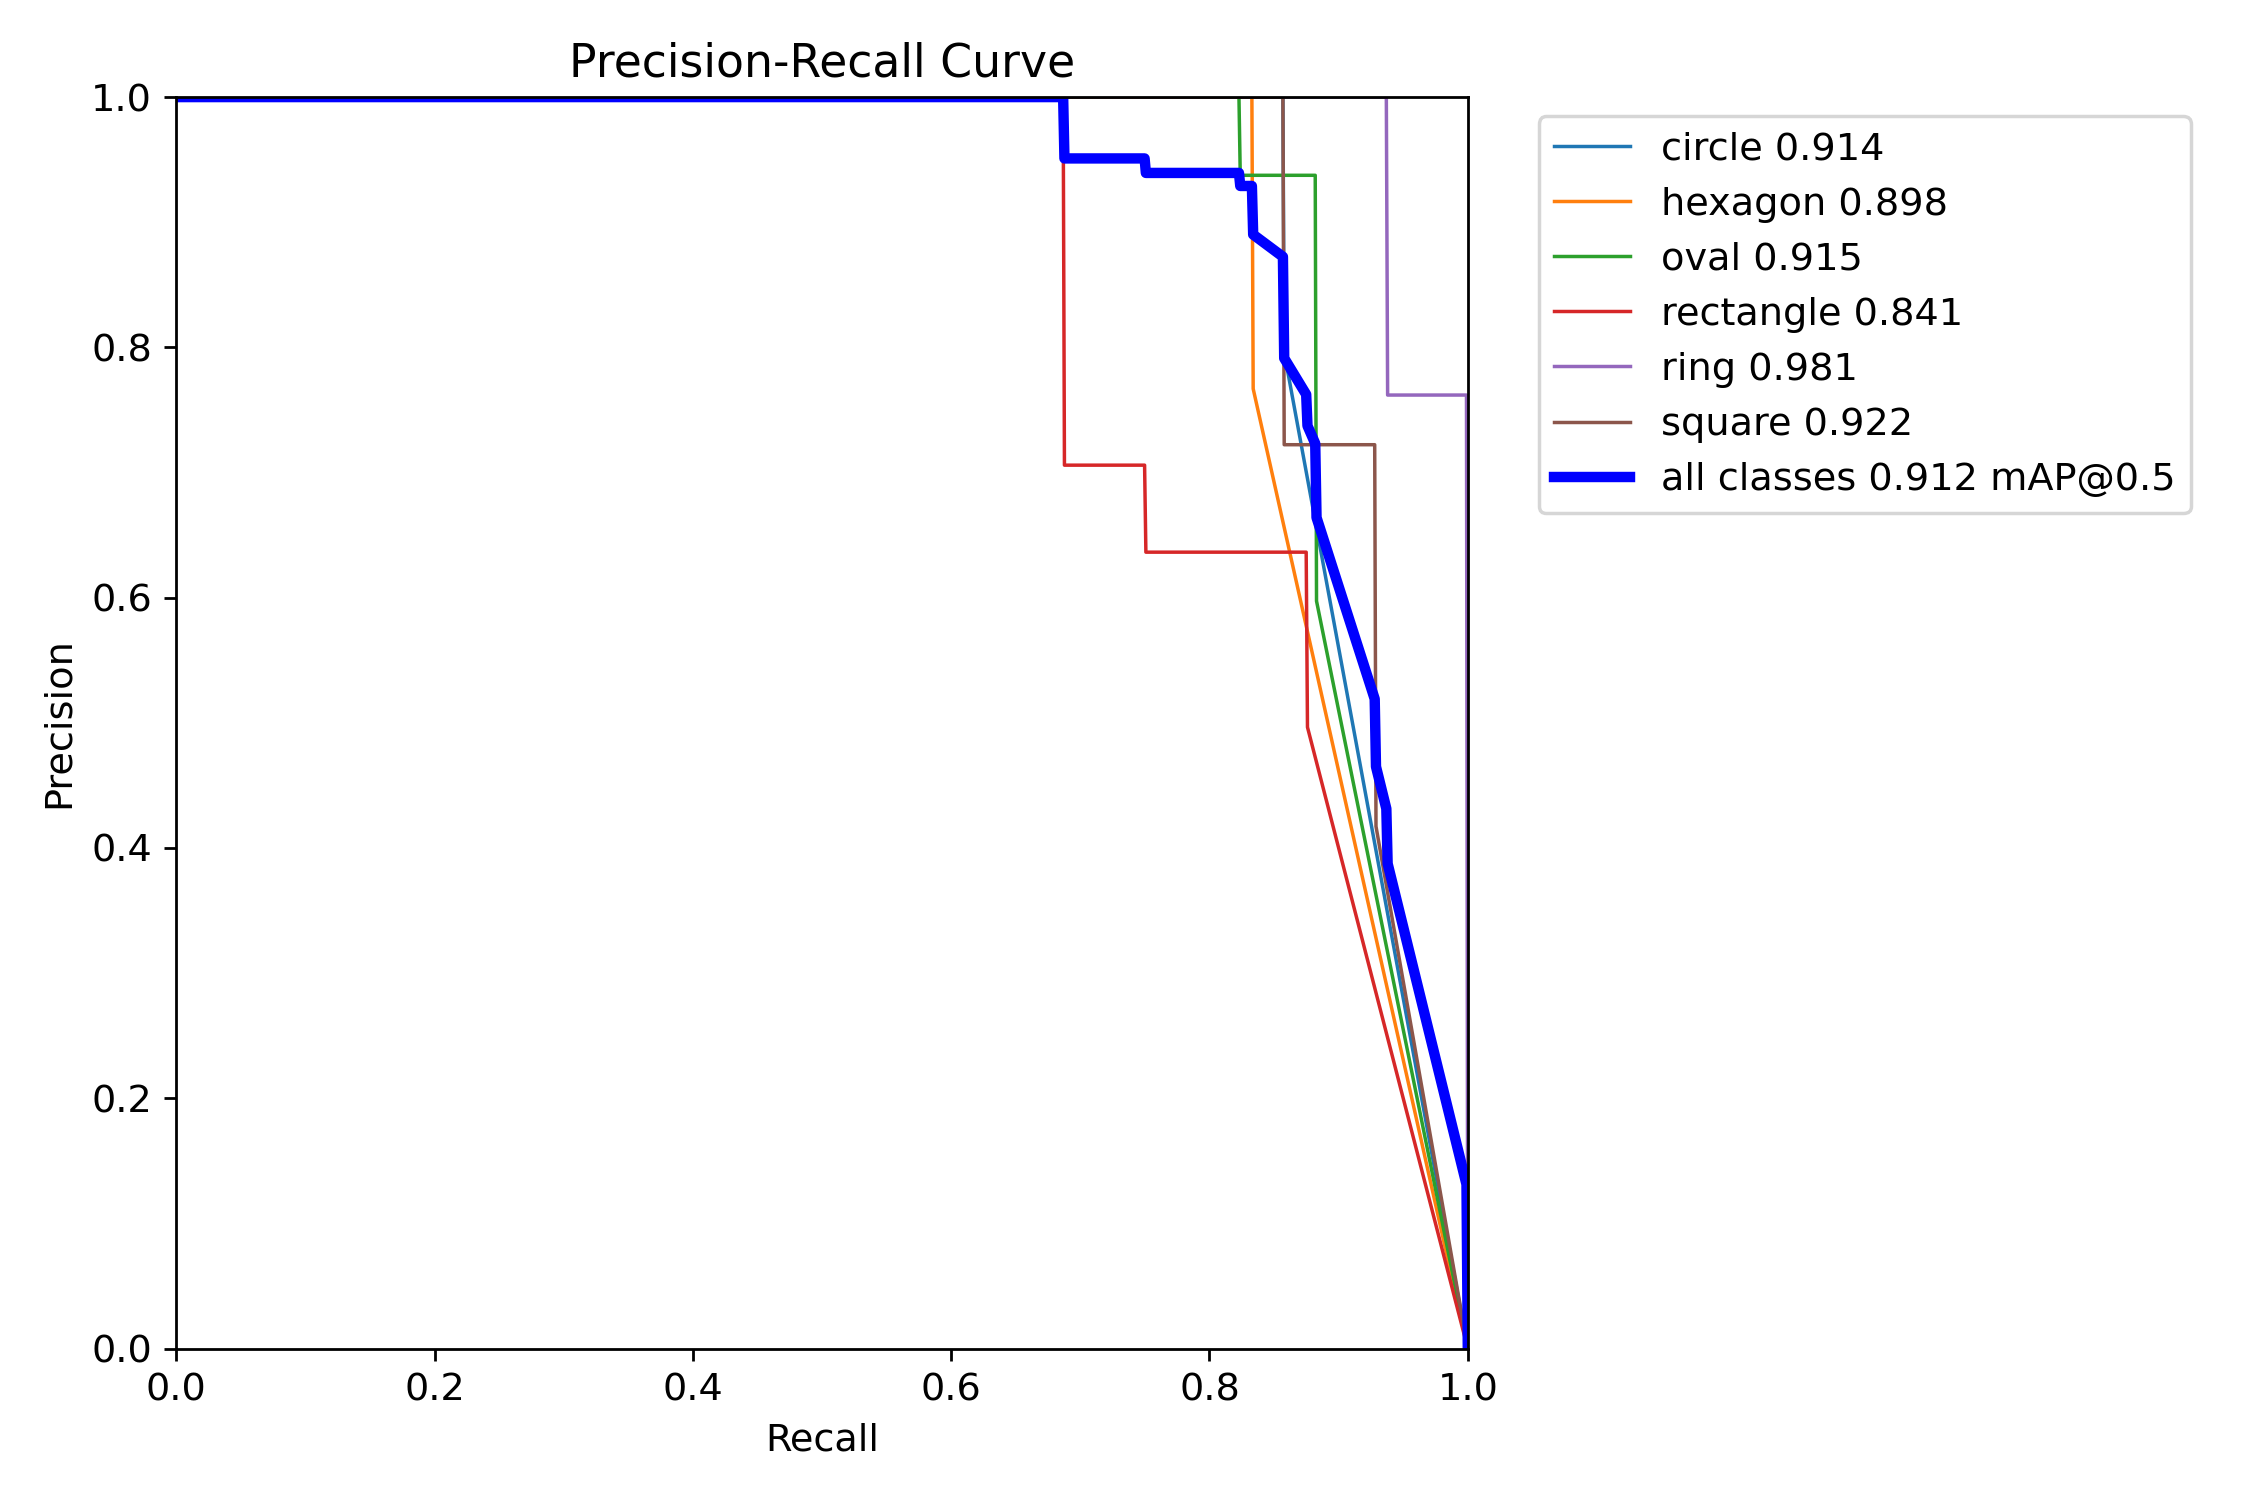 Precision-Recall Curve
1.0
0.8
0.6
0.4
0.2
0.0
Precision
0.0 0.2 0.4 0.6 0.8 1.0
Recall
circle 0.914
hexagon 0.898
oval 0.915
rectangle 0.841
ring 0.981
square 0.922
all classes 0.912 mAP@0.5